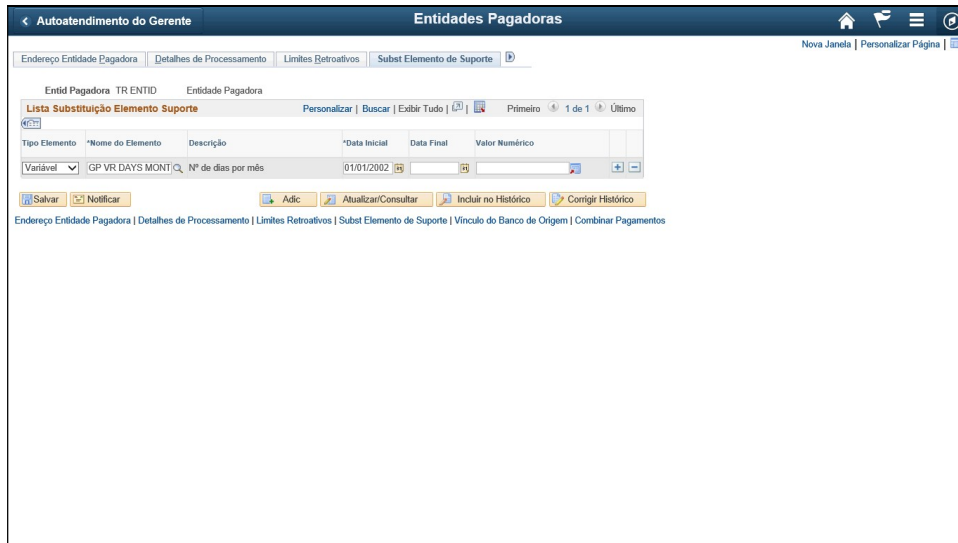 Autoatendimento do Gerente
Entidades Pagadoras
Nova Janela | Personalizar Página |
Endereço Entidade Pagadora
Detalhes de Processamento
Limites Retroativos
Subst Elemento de Suporte
Entid Pagadora TR ENTID Entidade Pagadora
Lista Substituição Elemento Suporte
Personalizar | Buscar | Exibir Tudo | | Primeiro 1 de 1 Último
Tipo Elemento *Nome do Elemento Descrição *Data Inicial Data Final Valor Numérico
Variável GP VR DAYS MONT Nº de dias por mês 01/01/2002
Salvar Notificar Adic Atualizar/Consultar Incluir no Histórico Corrigir Histórico
Endereço Entidade Pagadora | Detalhes de Processamento | Limites Retroativos | Subst Elemento de Suporte | Vínculo do Banco de Origem | Combinar Pagamentos